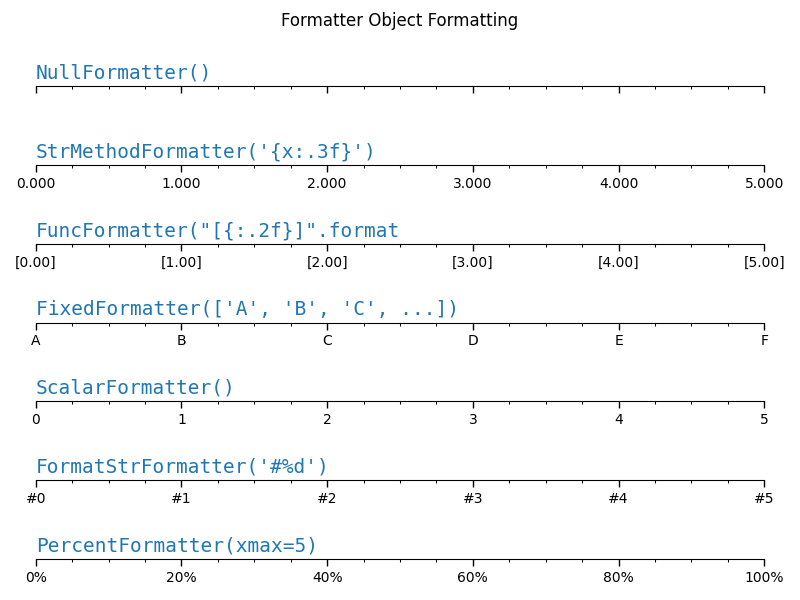 Formatter Object Formatting
NullFormatter()
StrMethodFormatter('{x:.3f}')
0.000 1.000 2.000 3.000 4.000 5.000
FuncFormatter("[{:.2f}]".format
[0.00] [1.00] [2.00] [3.00] [4.00] [5.00]
FixedFormatter(['A', 'B', 'C', ...])
A B C D E F
ScalarFormatter()
0 1 2 3 4 5
FormatStrFormatter('#%d')
#0 #1 #2 #3 #4 #5
PercentFormatter(xmax=5)
0% 20% 40% 60% 80% 100%